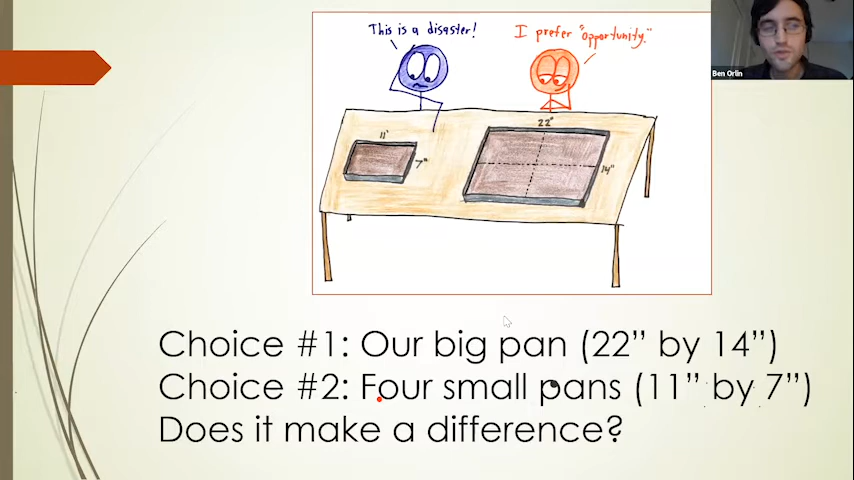 This is a disaster!
I prefer "opportunity."
Ben Orlin
22"
11"
7"
14"
Choice #1: Our big pan (22” by 14”)
Choice #2: Four small pans (11” by 7”)
Does it make a difference?